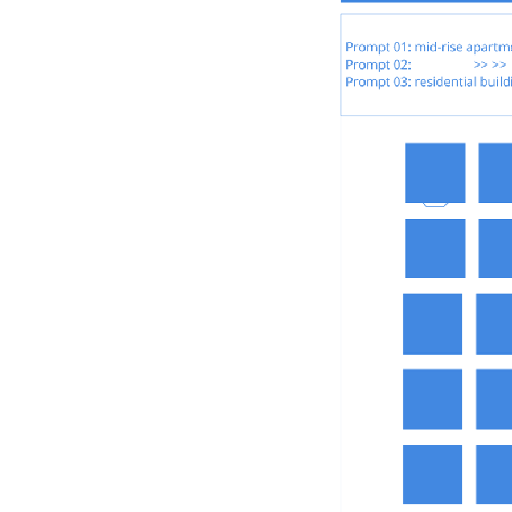 Prompt 01: mid-rise apartm
Prompt 02: >> >>
Prompt 03: residential buildi